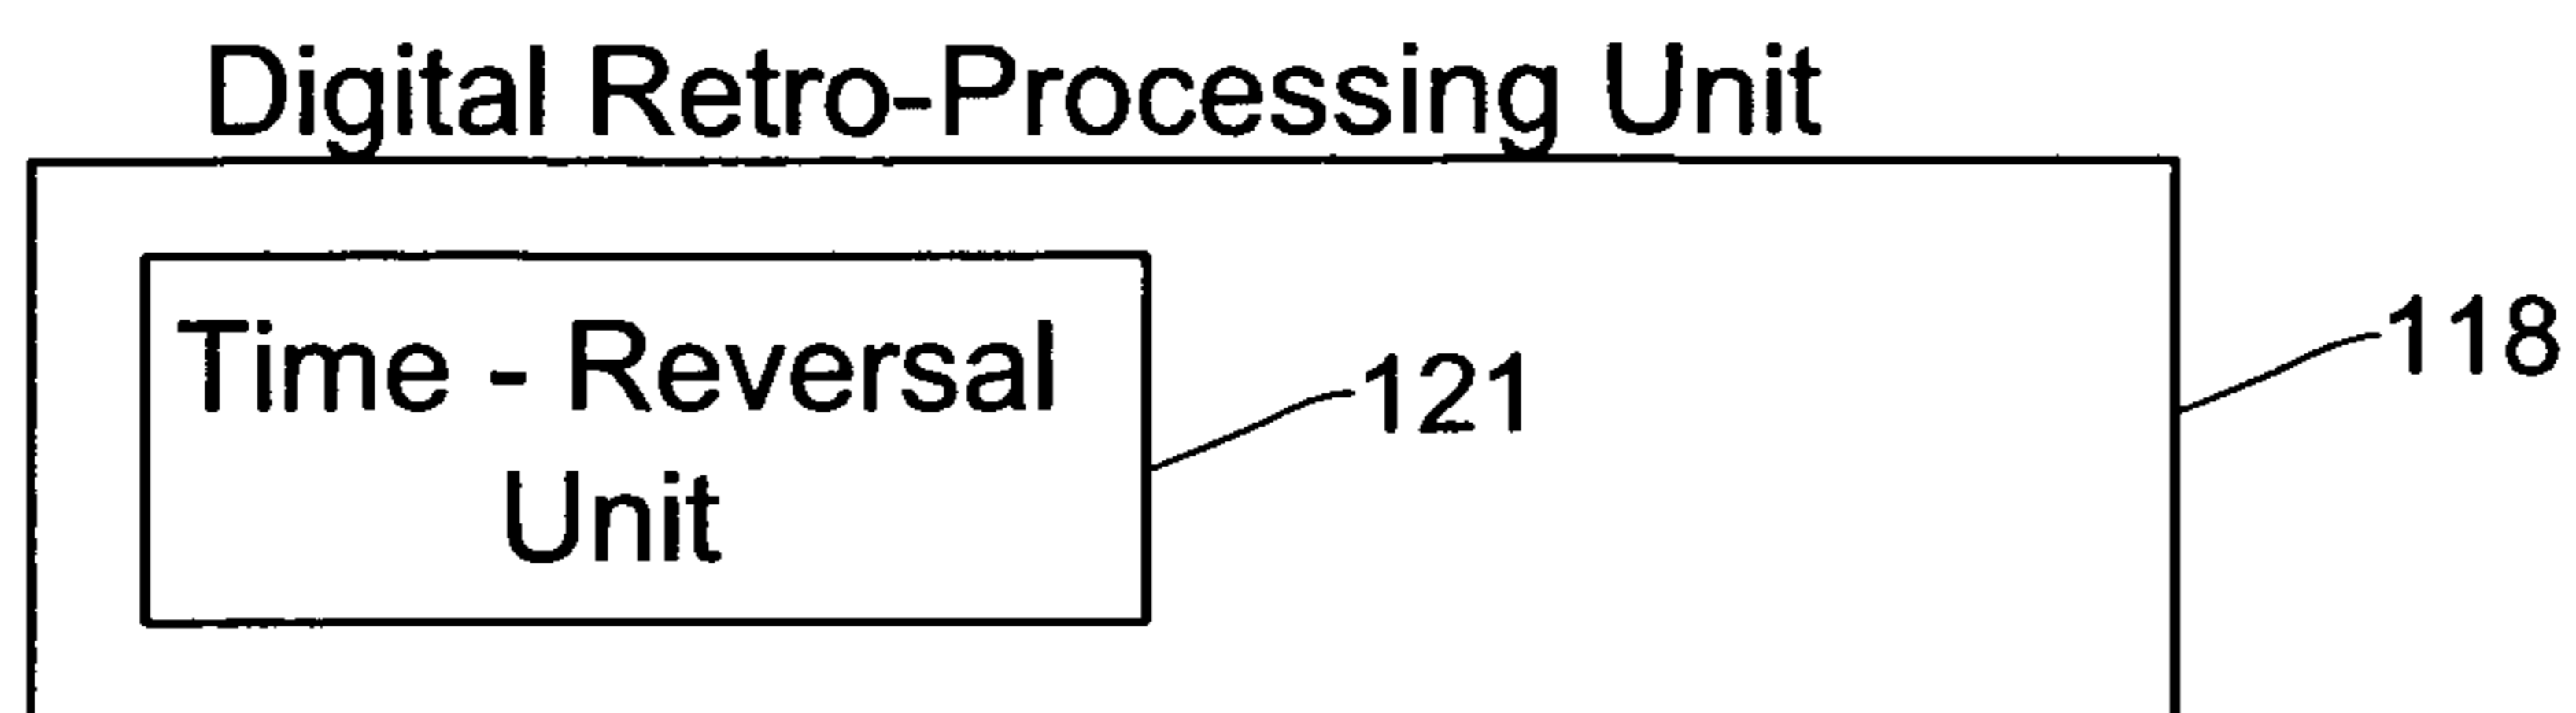 Digital Retro-Processing Unit
Time - Reversal
Unit
121
118